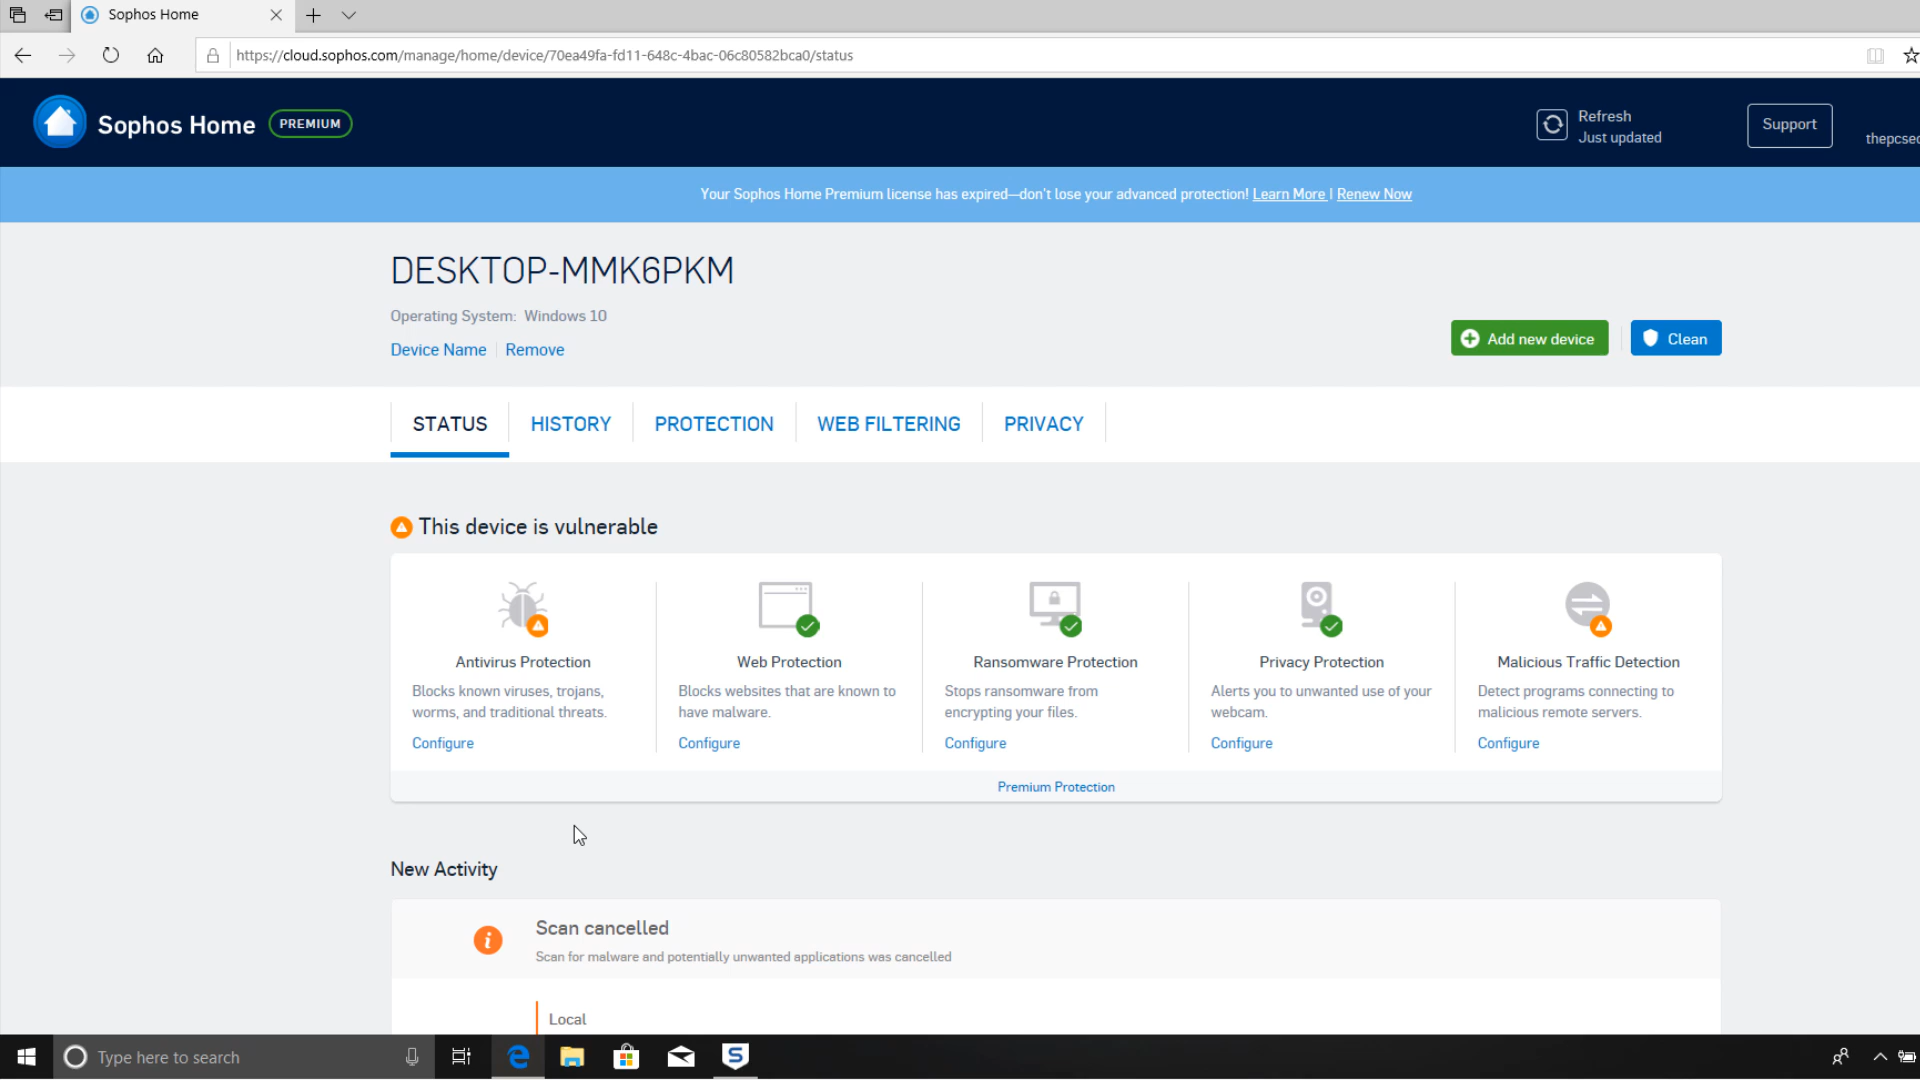 Sophos Home
https://cloud.sophos.com/manage/home/device/70ea49fa-fd11-648c-4bac-06c80582bca0/status
Sophos Home PREMIUM
Refresh
Just updated
Support
thepcsec
Your Sophos Home Premium license has expired—don't lose your advanced protection! Learn More | Renew Now
DESKTOP-MMK6PKM
Operating System: Windows 10
Device Name Remove
Add new device
Clean
STATUS HISTORY PROTECTION WEB FILTERING PRIVACY
This device is vulnerable
Antivirus Protection
Blocks known viruses, trojans,
worms, and traditional threats.
Configure
Web Protection
Blocks websites that are known to
have malware.
Configure
Ransomware Protection
Stops ransomware from
encrypting your files.
Configure
Privacy Protection
Alerts you to unwanted use of your
webcam.
Configure
Malicious Traffic Detection
Detect programs connecting to
malicious remote servers.
Configure
Premium Protection
New Activity
Scan cancelled
Scan for malware and potentially unwanted applications was cancelled
Local
Type here to search